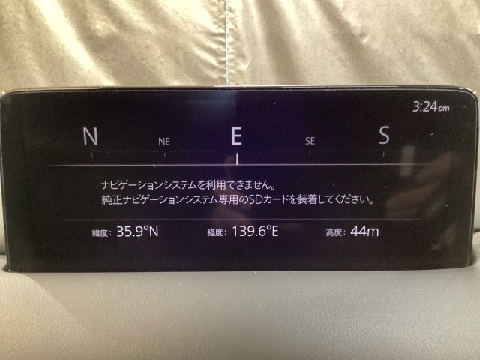 3:24pm
N NE E SE S
ナビゲーションシステムを利用できません。
純正ナビゲーションシステム専用のSDカードを装着してください。
緯度: 35.9°N 経度: 139.6°E 高度: 44m